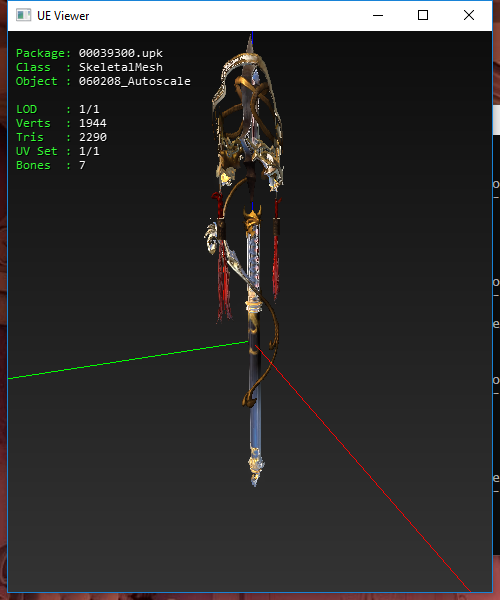 UE Viewer
Package: 00039300.upk
Class : SkeletalMesh
Object : 060208_Autoscale
LOD : 1/1
Verts : 1944
Tris : 2290
UV Set : 1/1
Bones : 7